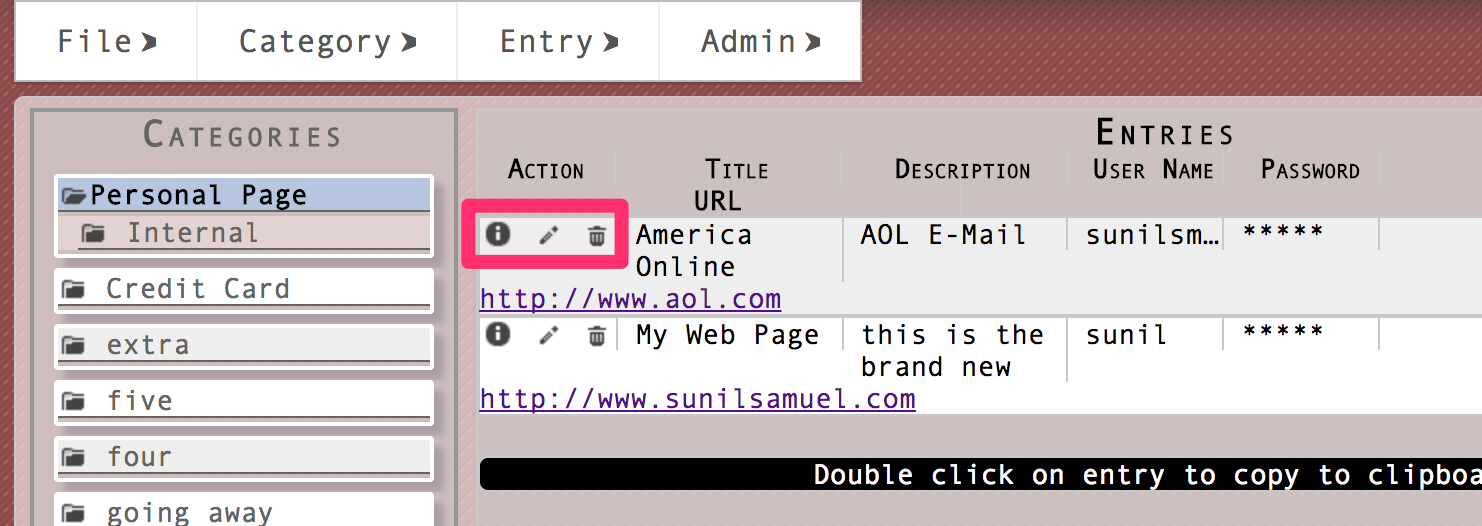 File Category Entry Admin
CATEGORIES
Personal Page
Internal
Credit Card
extra
five
four
going away
ENTRIES
ACTION TITLE DESCRIPTION USER NAME PASSWORD
URL
America AOL E-Mail sunilsm… *****
Online
http://www.aol.com
My Web Page this is the sunil *****
brand new
http://www.sunilsamuel.com
Double click on entry to copy to